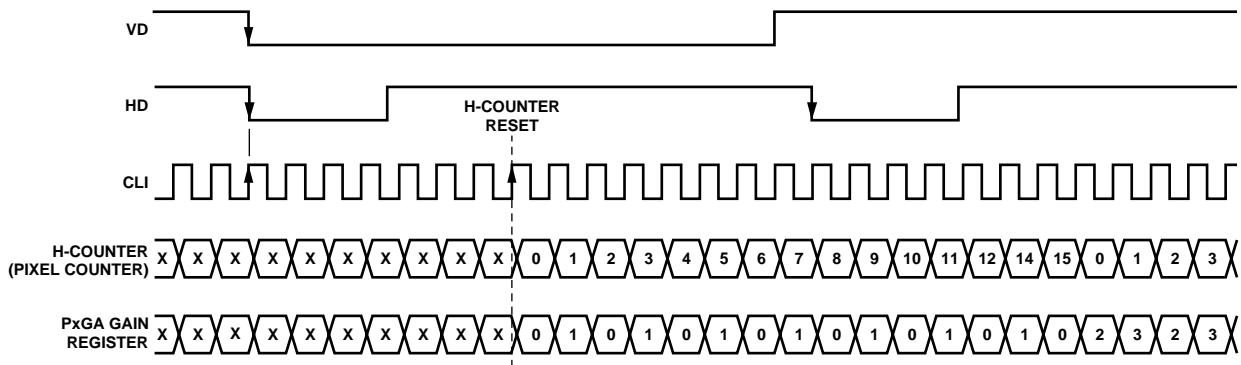 VD
HD
H-COUNTER
RESET
CLI
H-COUNTER
(PIXEL COUNTER)
X X X X X X X X X X 0 1 2 3 4 5 6 7 8 9 10 11 12 14 15 0 1 2 3
PxGA GAIN
REGISTER
X X X X X X X X X X 0 1 0 1 0 1 0 1 0 1 0 1 0 1 0 2 3 2 3